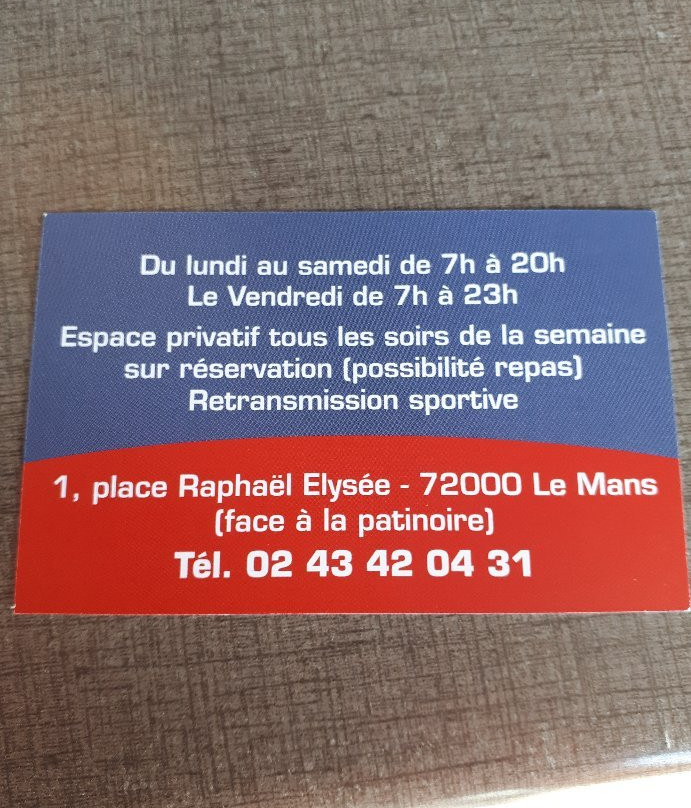 Du lundi au samedi de 7h à 20h
Le Vendredi de 7h à 23h
Espace privatif tous les soirs de la semaine
sur réservation (possibilité repas)
Retransmission sportive
1, place Raphaël Elysée - 72000 Le Mans
(face à la patinoire)
Tél. 02 43 42 04 31